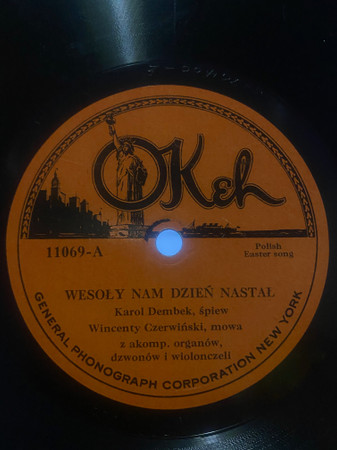 OKeh
11069-A
Polish
Easter song
WESOŁY NAM DZIEŃ NASTAŁ
Karol Dembek, śpiew
Wincenty Czerwiński, mowa
z akomp. organów,
dzwonów i wiolonczeli
GENERAL PHONOGRAPH CORPORATION NEW YORK